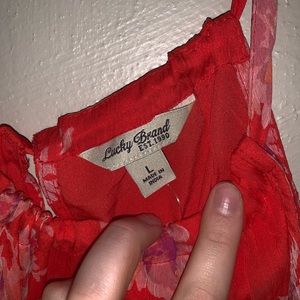 Lucky Brand
EST. 1990
L
MADE IN
INDIA